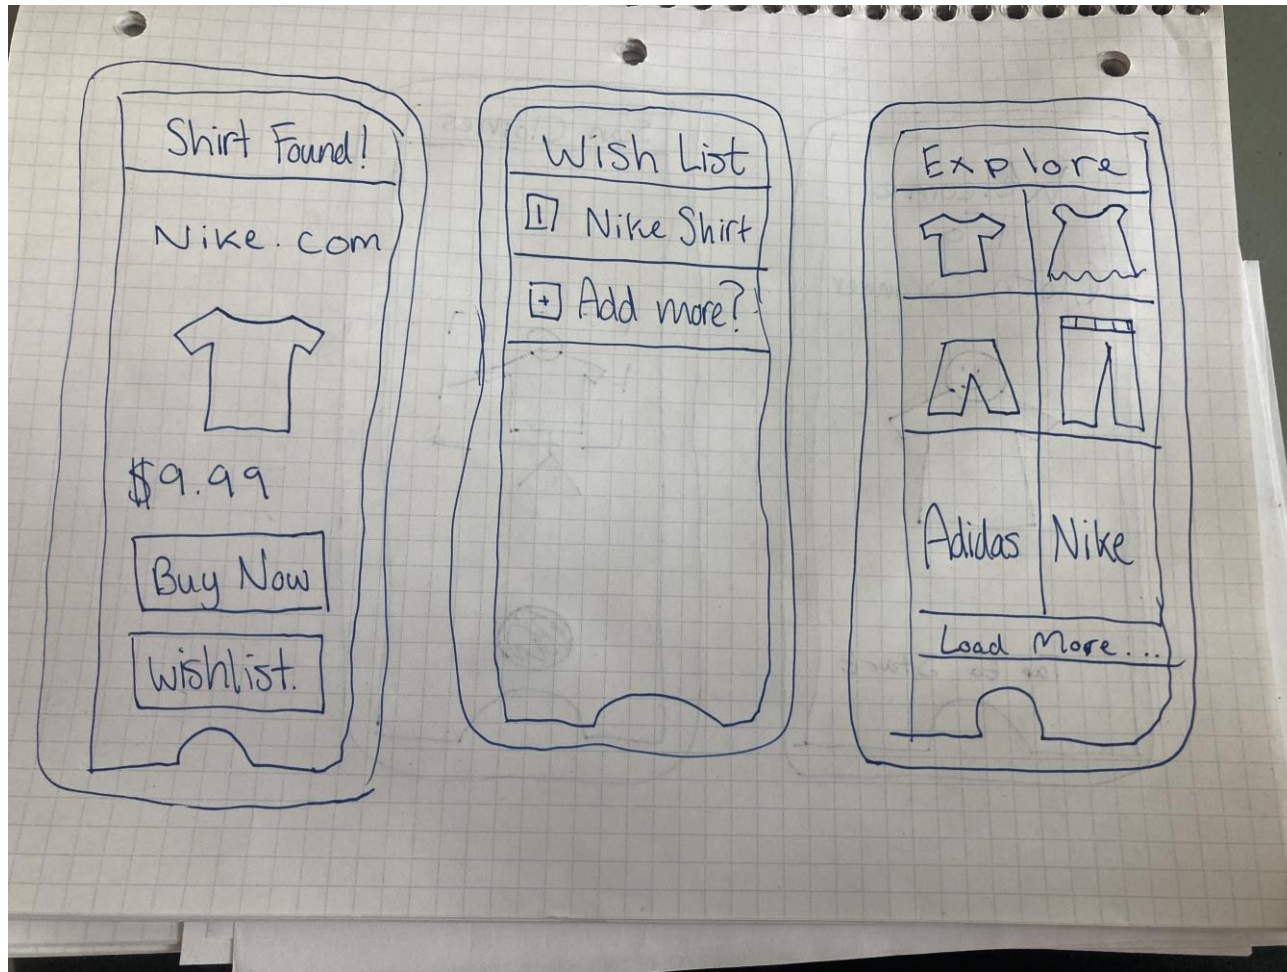 Shirt Found!
Nike.com
$9.99
Buy Now
Wishlist.
Wish List
1 Nike Shirt
+ Add more?
Explore
Adidas
Nike
Load More...